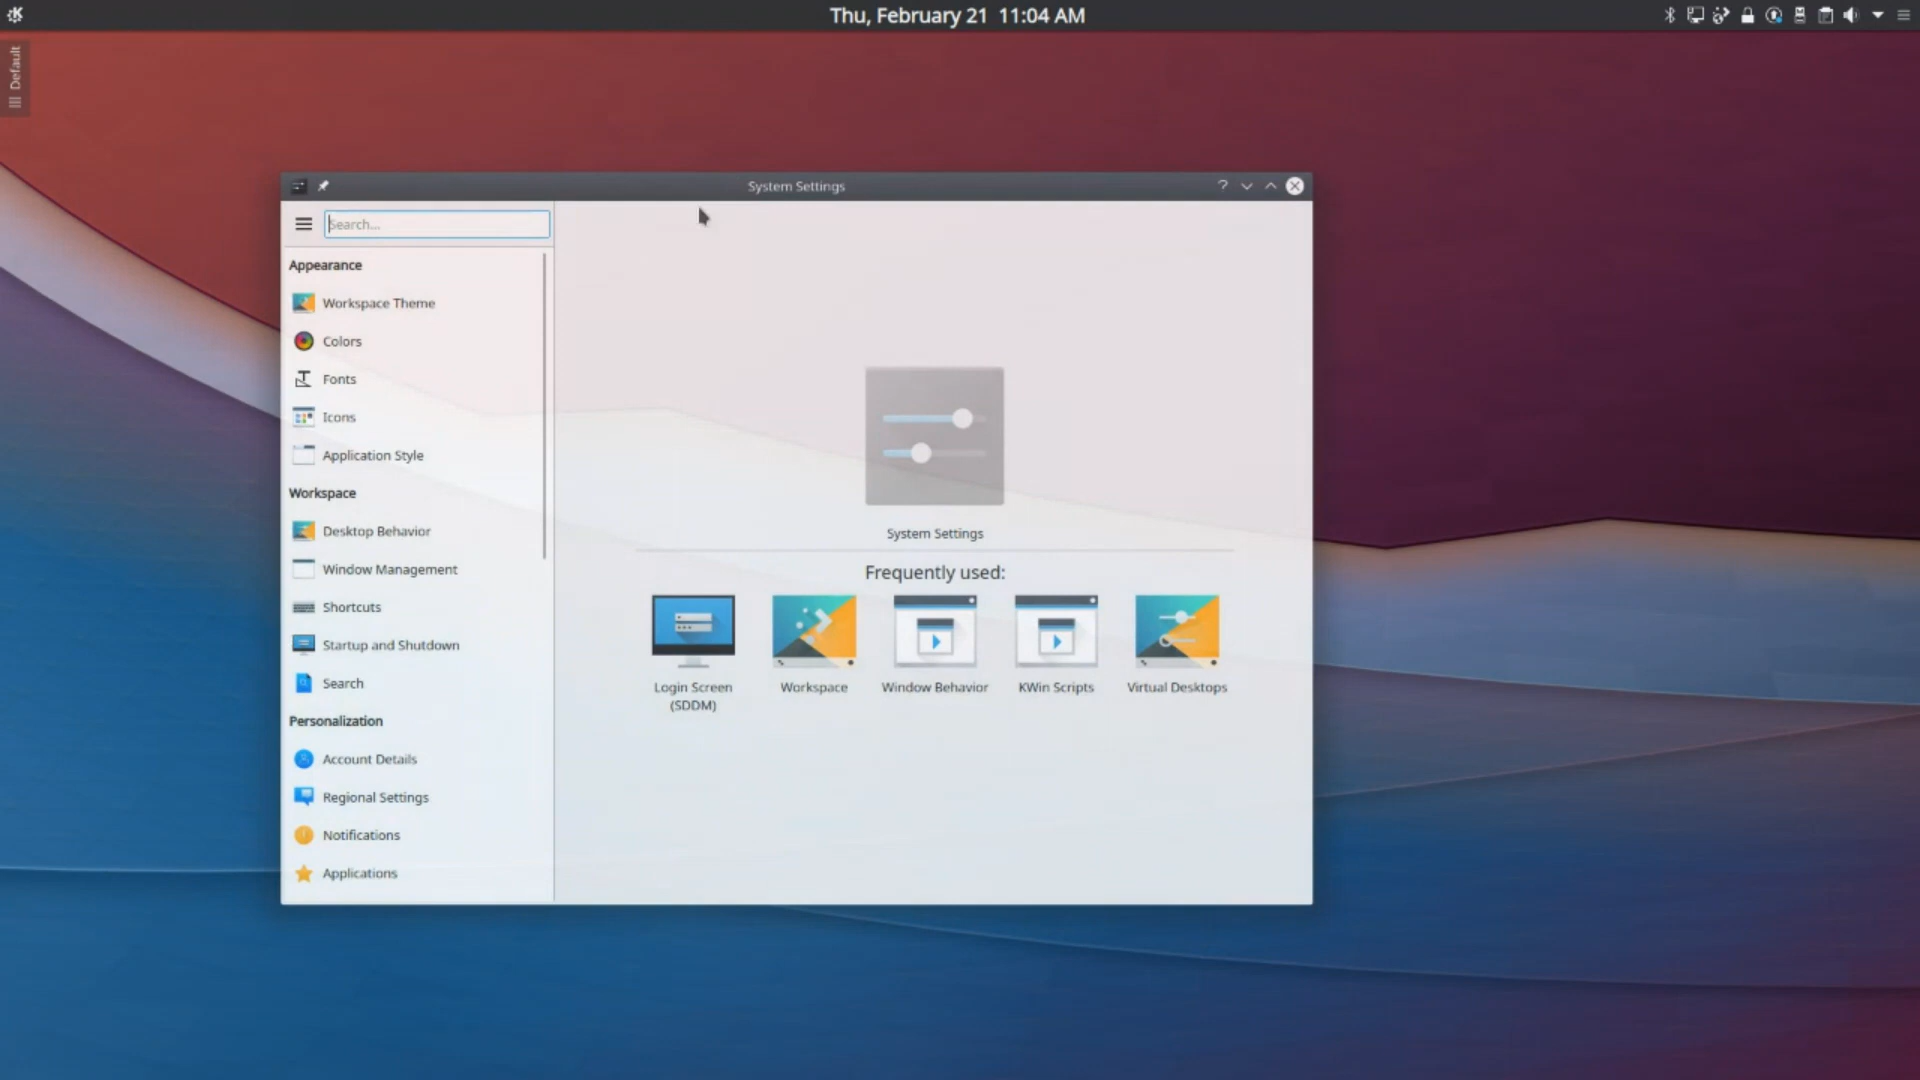 Thu, February 21 11:04 AM
Default
System Settings
Search...
Appearance
Workspace Theme
Colors
Fonts
Icons
Application Style
Workspace
Desktop Behavior
Window Management
Shortcuts
Startup and Shutdown
Search
Personalization
Account Details
Regional Settings
Notifications
Applications
System Settings
Frequently used:
Login Screen
(SDDM)
Workspace
Window Behavior
KWin Scripts
Virtual Desktops